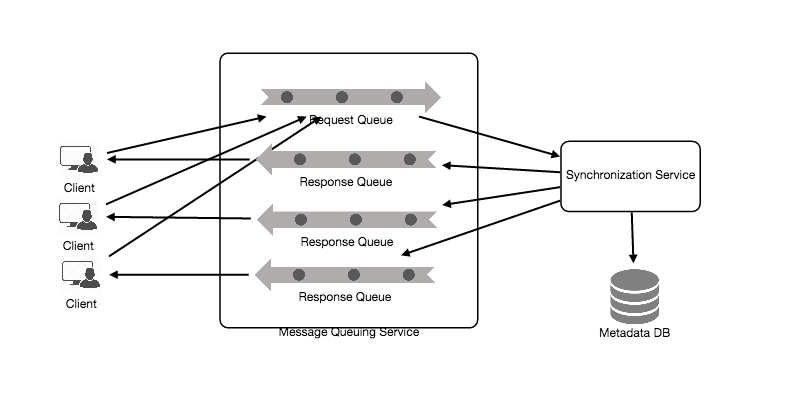 Request Queue
Response Queue
Synchronization Service
Client
Response Queue
Client
Response Queue
Client
Message Queuing Service
Metadata DB